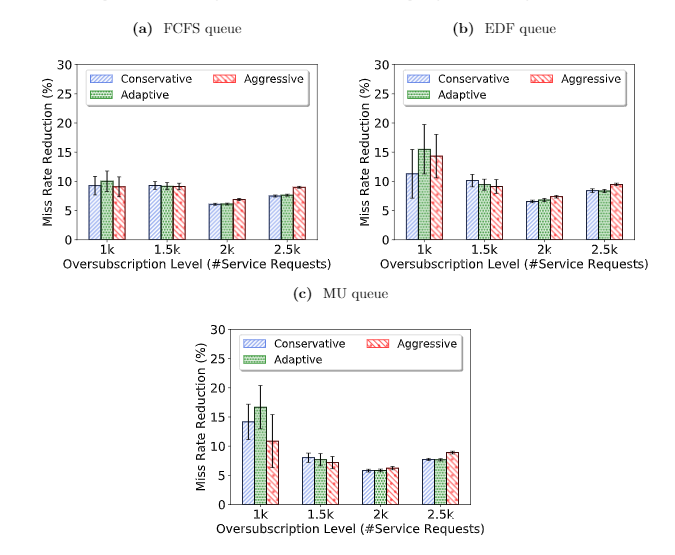 (a) FCFS queue
(b) EDF queue
Miss Rate Reduction (%)
30
25
20
15
10
5
0
Conservative
Adaptive
Aggressive
1k
1.5k
2k
2.5k
Oversubscription Level (#Service Requests)
Miss Rate Reduction (%)
30
25
20
15
10
5
0
Conservative
Adaptive
Aggressive
1k
1.5k
2k
2.5k
Oversubscription Level (#Service Requests)
(c) MU queue
Miss Rate Reduction (%)
30
25
20
15
10
5
0
Conservative
Adaptive
Aggressive
1k
1.5k
2k
2.5k
Oversubscription Level (#Service Requests)